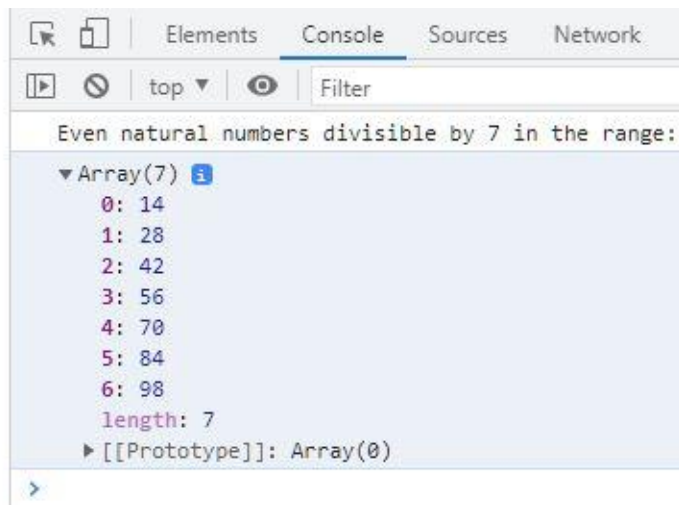 Elements Console Sources Network
top ▼ Filter
Even natural numbers divisible by 7 in the range:
▼Array(7) i
0: 14
1: 28
2: 42
3: 56
4: 70
5: 84
6: 98
length: 7
▶[[Prototype]]: Array(0)
>